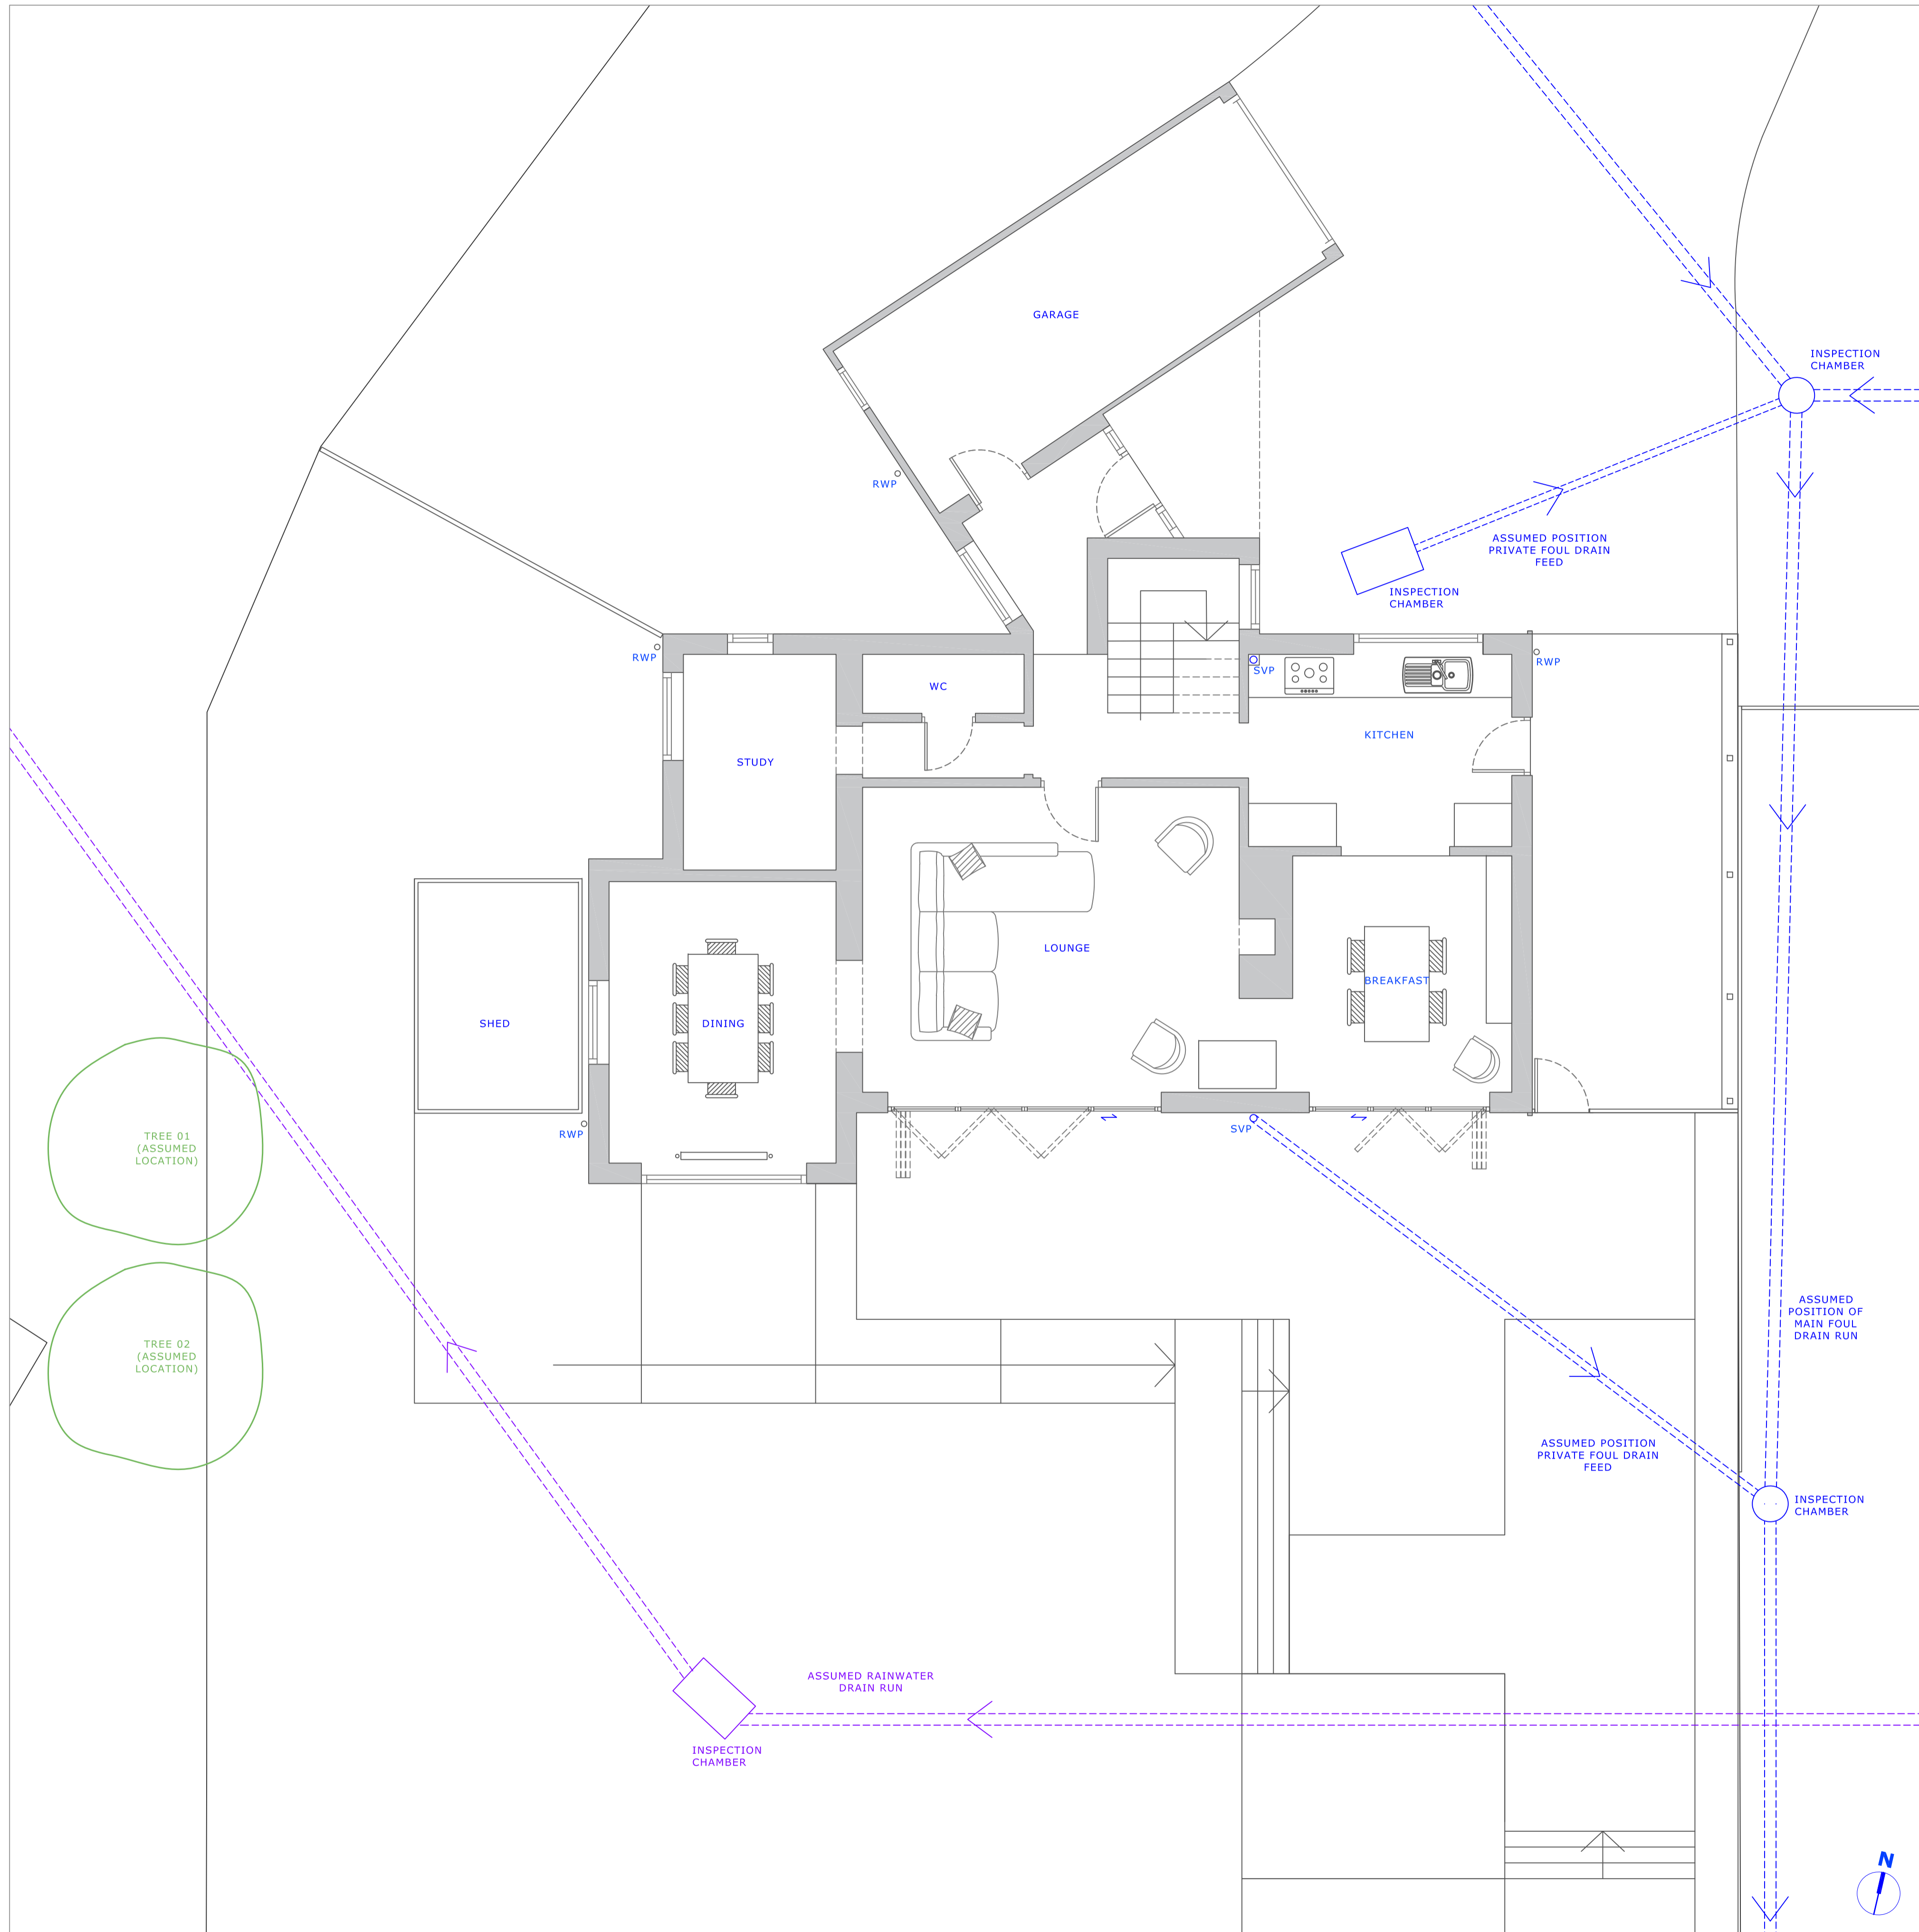 GARAGE
INSPECTION
CHAMBER
RWP
ASSUMED POSITION
PRIVATE FOUL DRAIN
FEED
INSPECTION
CHAMBER
RWP
WC
SVP
RWP
STUDY
KITCHEN
LOUNGE
BREAKFAST
SHED
DINING
TREE 01
(ASSUMED
LOCATION)
RWP
SVP
TREE 02
(ASSUMED
LOCATION)
ASSUMED
POSITION OF
MAIN FOUL
DRAIN RUN
ASSUMED POSITION
PRIVATE FOUL DRAIN
FEED
INSPECTION
CHAMBER
ASSUMED RAINWATER
DRAIN RUN
INSPECTION
CHAMBER
N